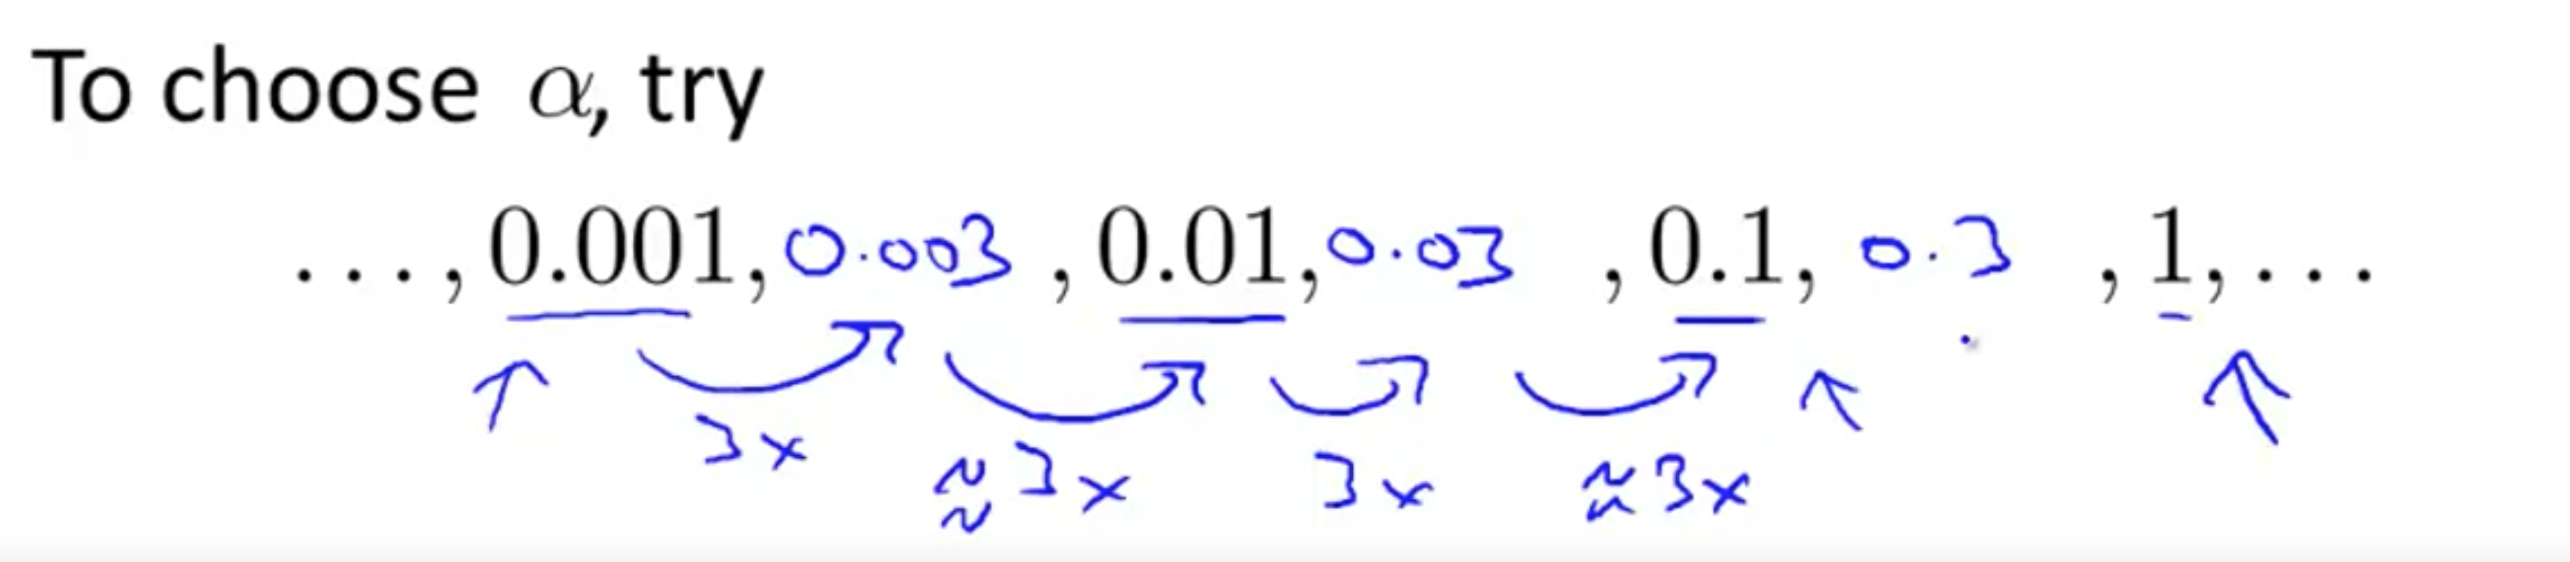 To choose α, try
..., 0.001, 0.003 , 0.01, 0.03 , 0.1, 0.3 , 1, ...
3x ≈3x 3x ≈3x